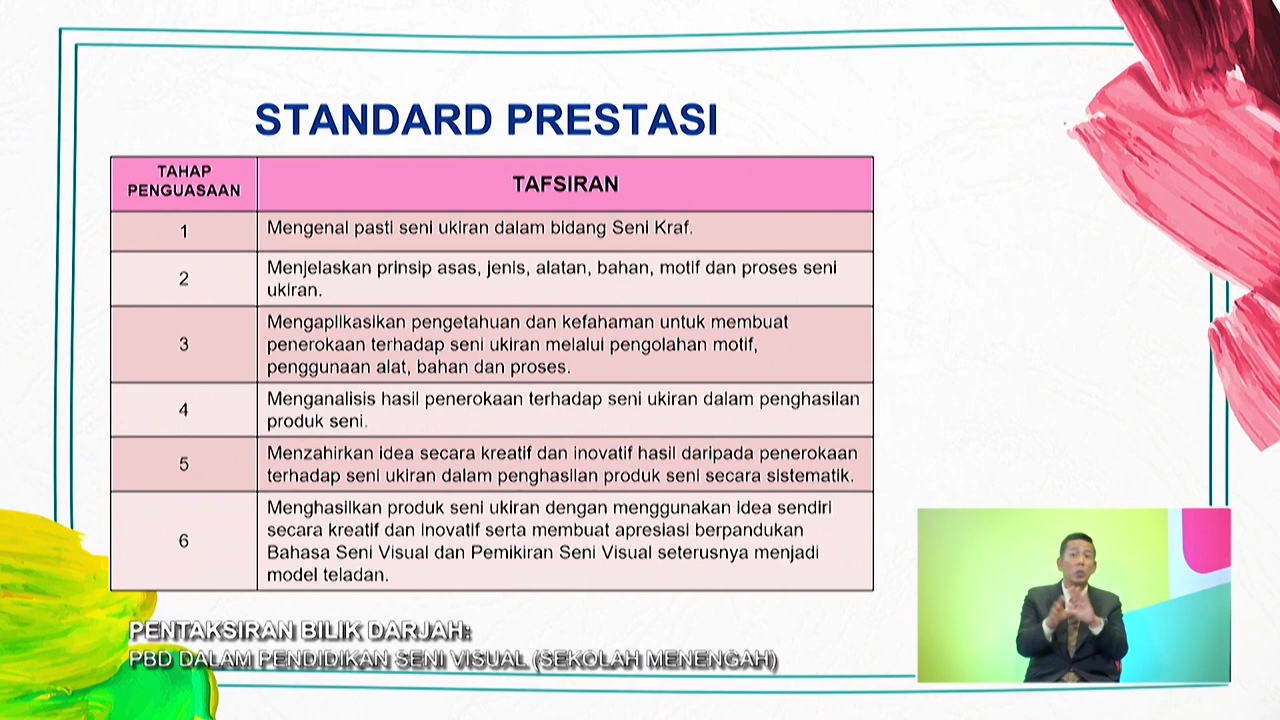 STANDARD PRESTASI
TAHAP
PENGUASAAN
TAFSIRAN
1
Mengenal pasti seni ukiran dalam bidang Seni Kraf.
2
Menjelaskan prinsip asas, jenis, alatan, bahan, motif dan proses seni
ukiran.
3
Mengaplikasikan pengetahuan dan kefahaman untuk membuat
penerokaan terhadap seni ukiran melalui pengolahan motif,
penggunaan alat, bahan dan proses.
4
Menganalisis hasil penerokaan terhadap seni ukiran dalam penghasilan
produk seni.
5
Menzahirkan idea secara kreatif dan inovatif hasil daripada penerokaan
terhadap seni ukiran dalam penghasilan produk seni secara sistematik.
6
Menghasilkan produk seni ukiran dengan menggunakan idea sendiri
secara kreatif dan inovatif serta membuat apresiasi berpandukan
Bahasa Seni Visual dan Pemikiran Seni Visual seterusnya menjadi
model teladan.
PENTAKSIRAN BILIK DARJAH:
PBD DALAM PENDIDIKAN SENI VISUAL (SEKOLAH MENENGAH)